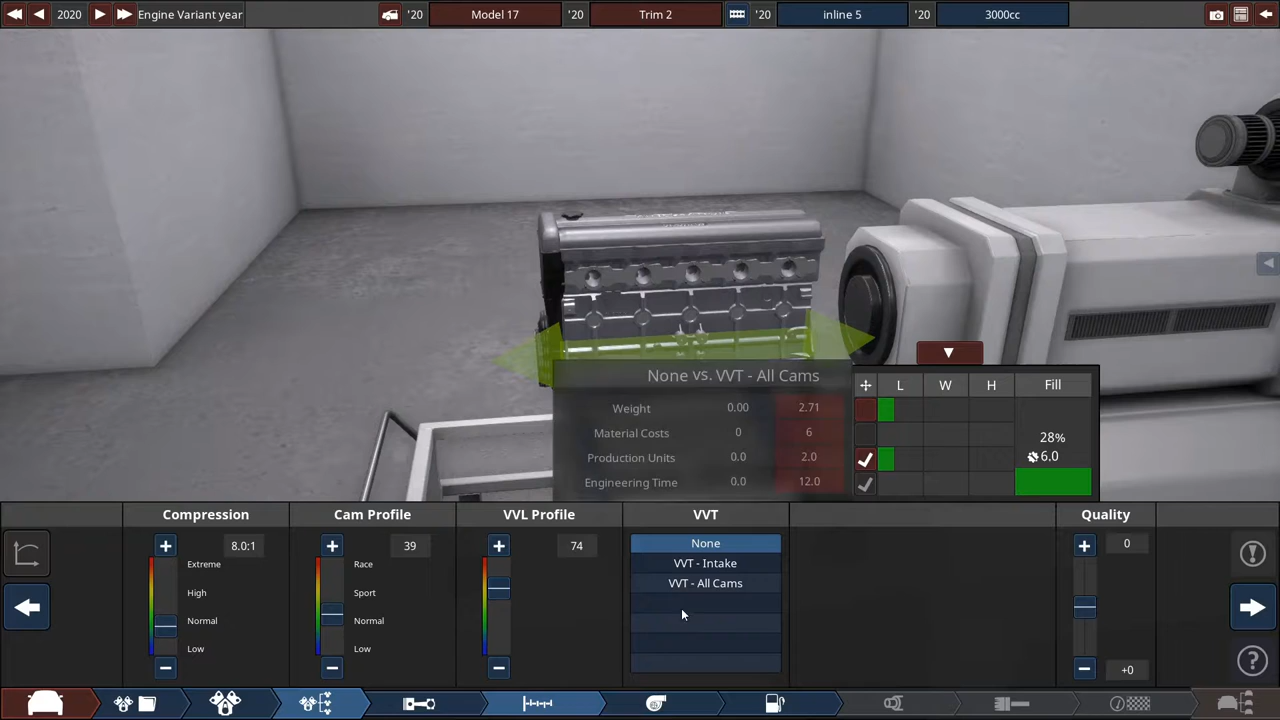 2020 Engine Variant year '20 Model 17 '20 Trim 2 '20 inline 5 '20 3000cc
None vs. VVT - All Cams
Weight 0.00 2.71
Material Costs 0 6
Production Units 0.0 2.0
Engineering Time 0.0 12.0
L W H Fill
28%
6.0
Compression
8.0:1
Extreme
High
Normal
Low
Cam Profile
39
Race
Sport
Normal
Low
VVL Profile
74
VVT
None
VVT - Intake
VVT - All Cams
Quality
0
+0